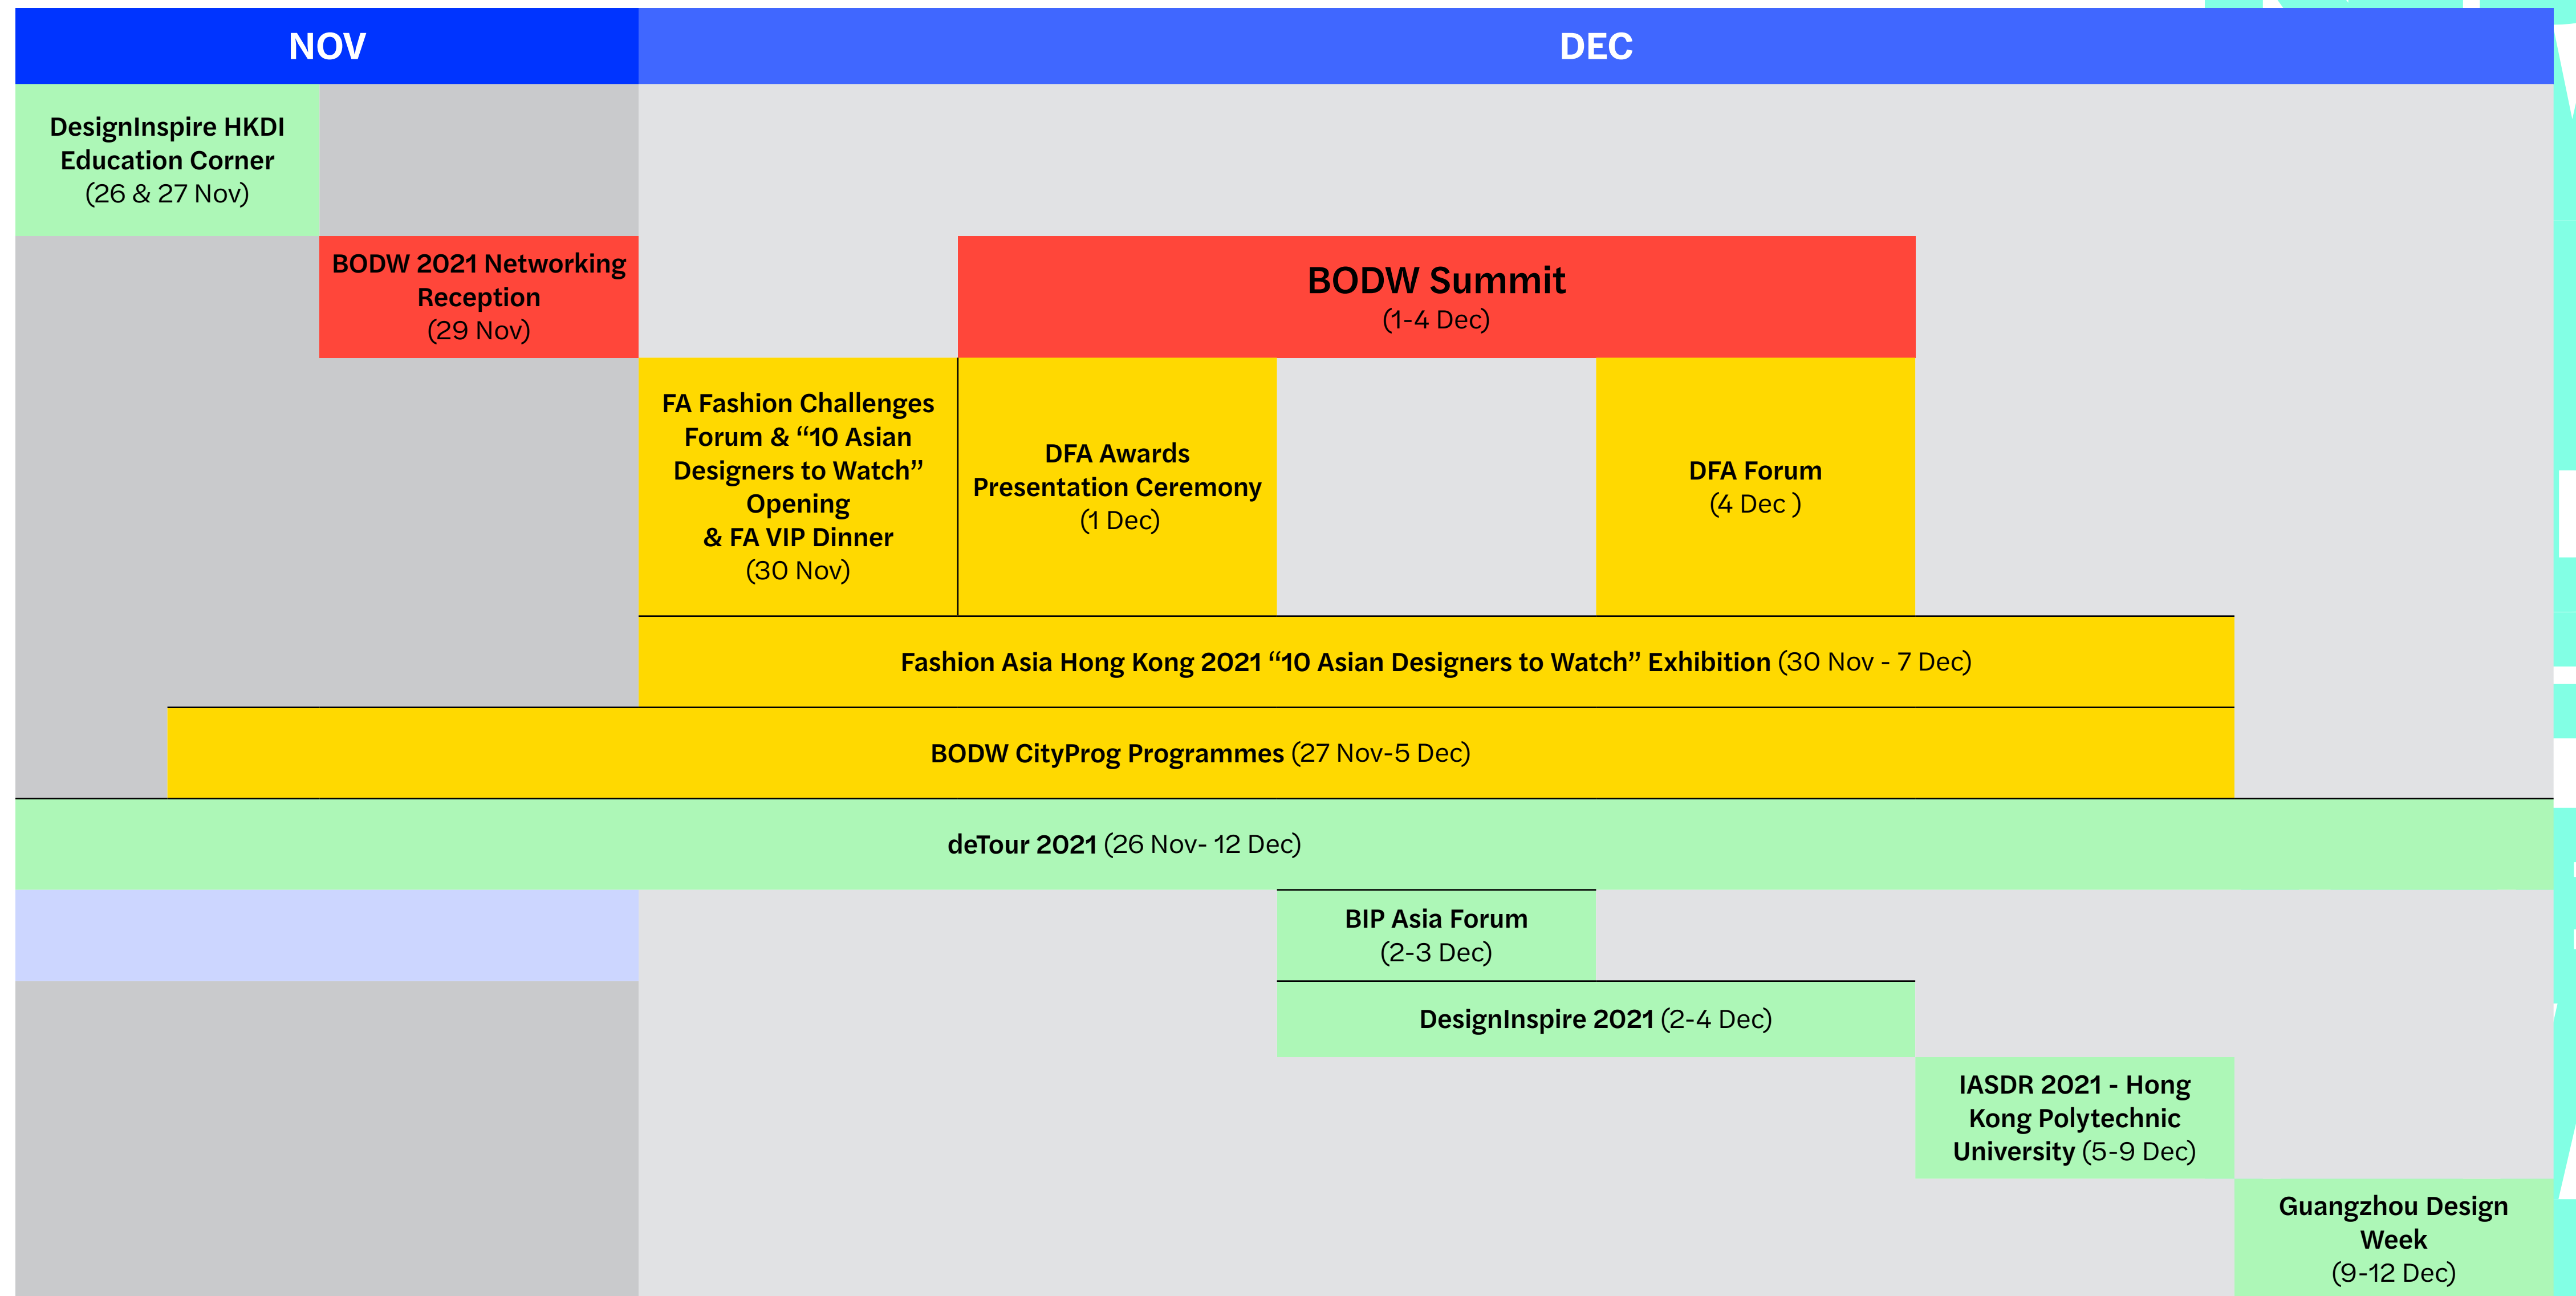 NOV
DEC
DesignInspire HKDI
Education Corner
(26 & 27 Nov)
BODW 2021 Networking
Reception
(29 Nov)
BODW Summit
(1-4 Dec)
FA Fashion Challenges
Forum & “10 Asian
Designers to Watch”
Opening
& FA VIP Dinner
(30 Nov)
DFA Awards
Presentation Ceremony
(1 Dec)
DFA Forum
(4 Dec )
Fashion Asia Hong Kong 2021 “10 Asian Designers to Watch” Exhibition (30 Nov - 7 Dec)
BODW CityProg Programmes (27 Nov-5 Dec)
deTour 2021 (26 Nov- 12 Dec)
BIP Asia Forum
(2-3 Dec)
DesignInspire 2021 (2-4 Dec)
IASDR 2021 - Hong
Kong Polytechnic
University (5-9 Dec)
Guangzhou Design
Week
(9-12 Dec)